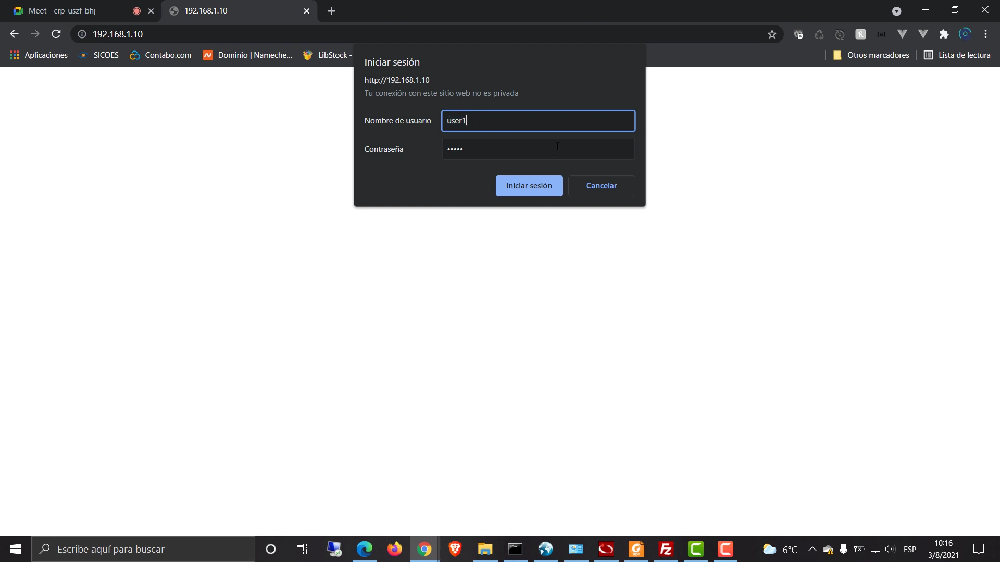 Meet - crp-uszf-bhj
192.168.1.10
192.168.1.10
Aplicaciones
SICOES
Contabo.com
Dominio | Nameche...
LibStock -
Otros marcadores
Lista de lectura
Iniciar sesión
http://192.168.1.10
Tu conexión con este sitio web no es privada
Nombre de usuario
user1
Contraseña
•••••
Iniciar sesión
Cancelar
Escribe aquí para buscar
6°C
ESP
10:16
3/8/2021